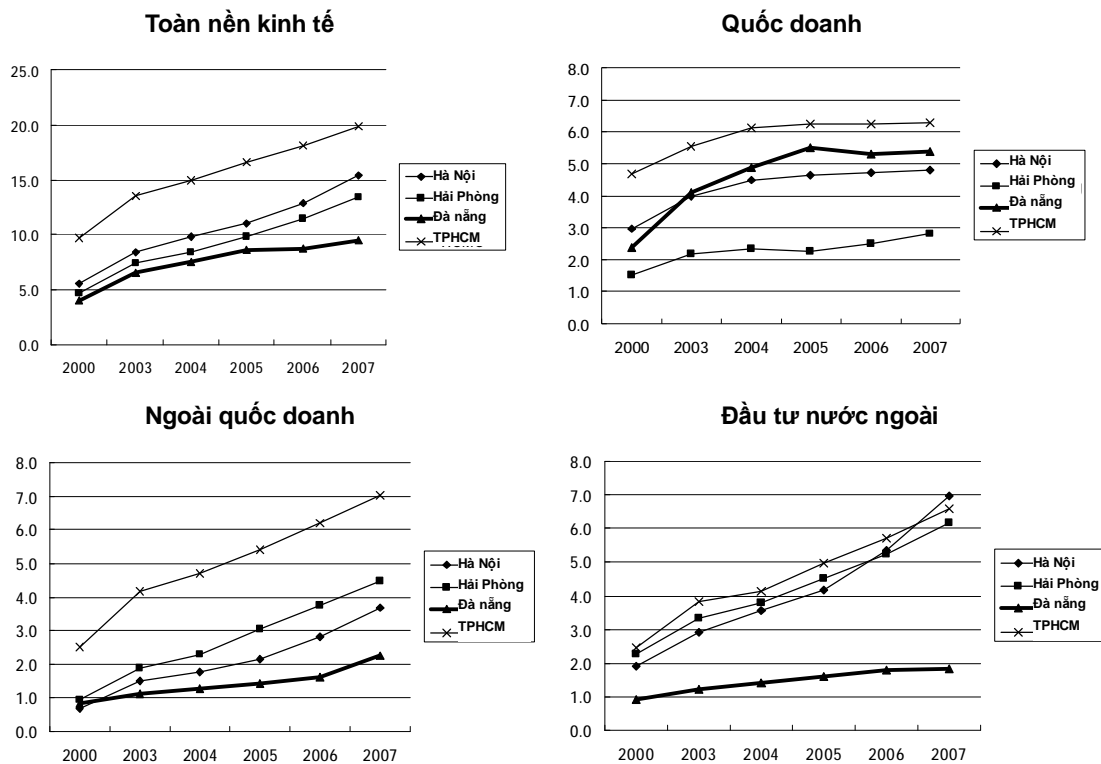 Toàn nền kinh tế
25.0
20.0
15.0
10.0
5.0
0.0
2000 2003 2004 2005 2006 2007
Hà Nội
Hải Phòng
Đà nẵng
TPHCM
Quốc doanh
8.0
7.0
6.0
5.0
4.0
3.0
2.0
1.0
0.0
2000 2003 2004 2005 2006 2007
Hà Nội
Hải Phòng
Đà nẵng
TPHCM
Ngoài quốc doanh
8.0
7.0
6.0
5.0
4.0
3.0
2.0
1.0
0.0
2000 2003 2004 2005 2006 2007
Hà Nội
Hải Phòng
Đà nẵng
TPHCM
Đầu tư nước ngoài
8.0
7.0
6.0
5.0
4.0
3.0
2.0
1.0
0.0
2000 2003 2004 2005 2006 2007
Hà Nội
Hải Phòng
Đà nẵng
TPHCM